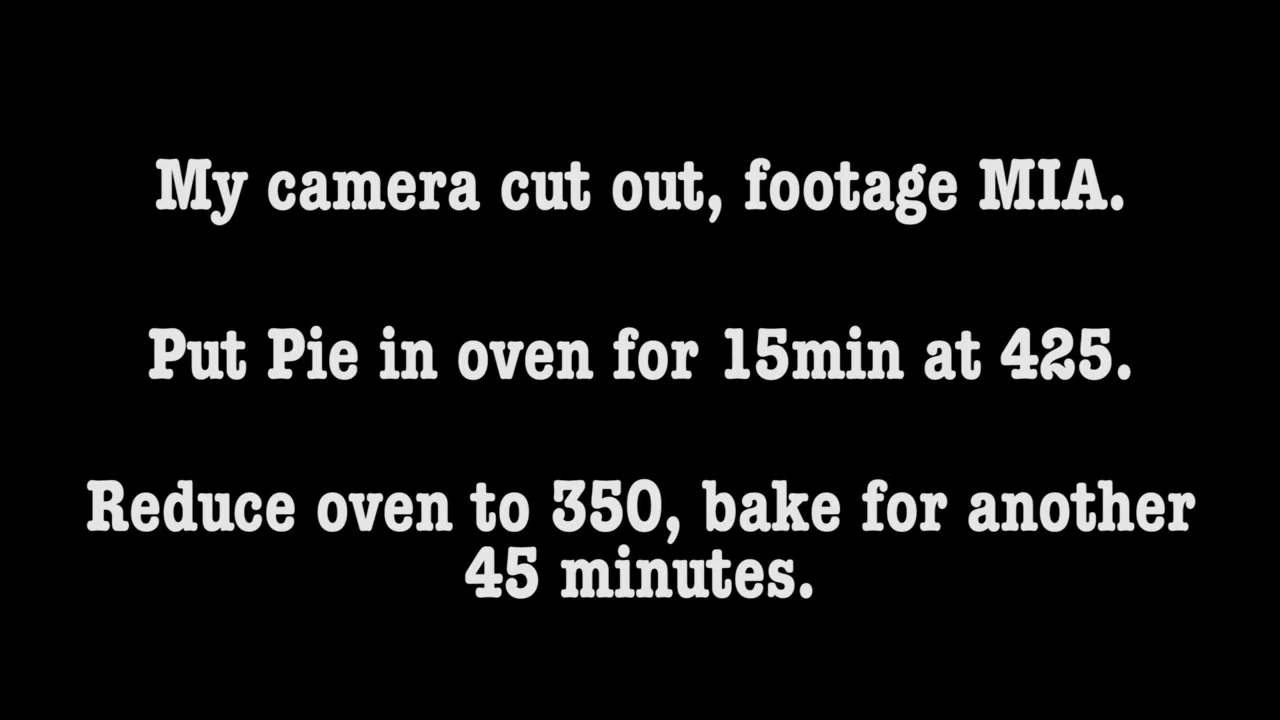 My camera cut out, footage MIA.
Put Pie in oven for 15min at 425.
Reduce oven to 350, bake for another
45 minutes.